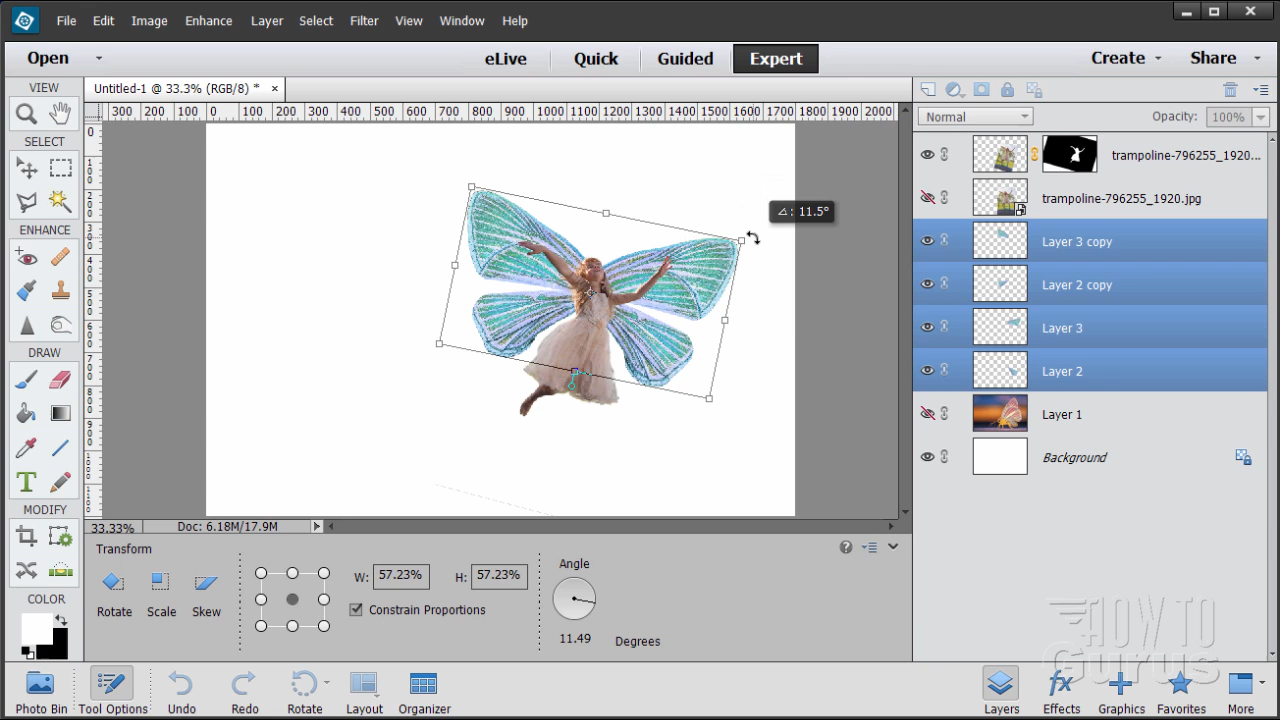 File Edit Image Enhance Layer Select Filter View Window Help
Open eLive Quick Guided Expert Create Share
VIEW
Untitled-1 @ 33.3% (RGB/8) * ×
300 200 100 0 100 200 300 400 500 600 700 800 900 1000 1100 1200 1300 1400 1500 1600 1700 1800 1900 2000
Normal Opacity: 100%
SELECT
trampoline-796255_1920...
trampoline-796255_1920.jpg
∠: 11.5°
ENHANCE
Layer 3 copy
Layer 2 copy
Layer 3
DRAW
Layer 2
Layer 1
Background
T
MODIFY
33.33% Doc: 6.18M/17.9M
Transform
Angle
W: 57.23% H: 57.23%
Rotate Scale Skew
Constrain Proportions
COLOR
11.49 Degrees
HOW TO
Gurus
Photo Bin Tool Options Undo Redo Rotate Layout Organizer
fx
Layers Effects Graphics Favorites More